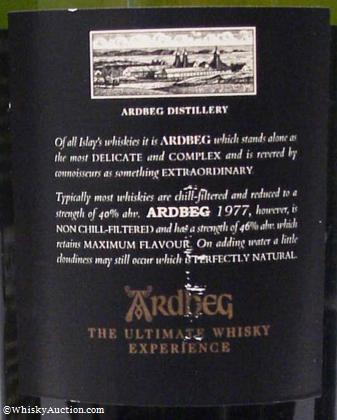 ARDBEG DISTILLERY
Of all Islay's whiskies it is ARDBEG which stands alone as
the most DELICATE and COMPLEX and is revered by
connoisseurs as something EXTRAORDINARY.
Typically most whiskies are chill-filtered and reduced to a
strength of 40% abv. ARDBEG 1977, however, is
NON CHILL-FILTERED and has a strength of 46% abv. which
retains MAXIMUM FLAVOUR. On adding water a little
cloudiness may still occur which is PERFECTLY NATURAL.
ARDBEG
THE ULTIMATE WHISKY
EXPERIENCE
©WhiskyAuction.com